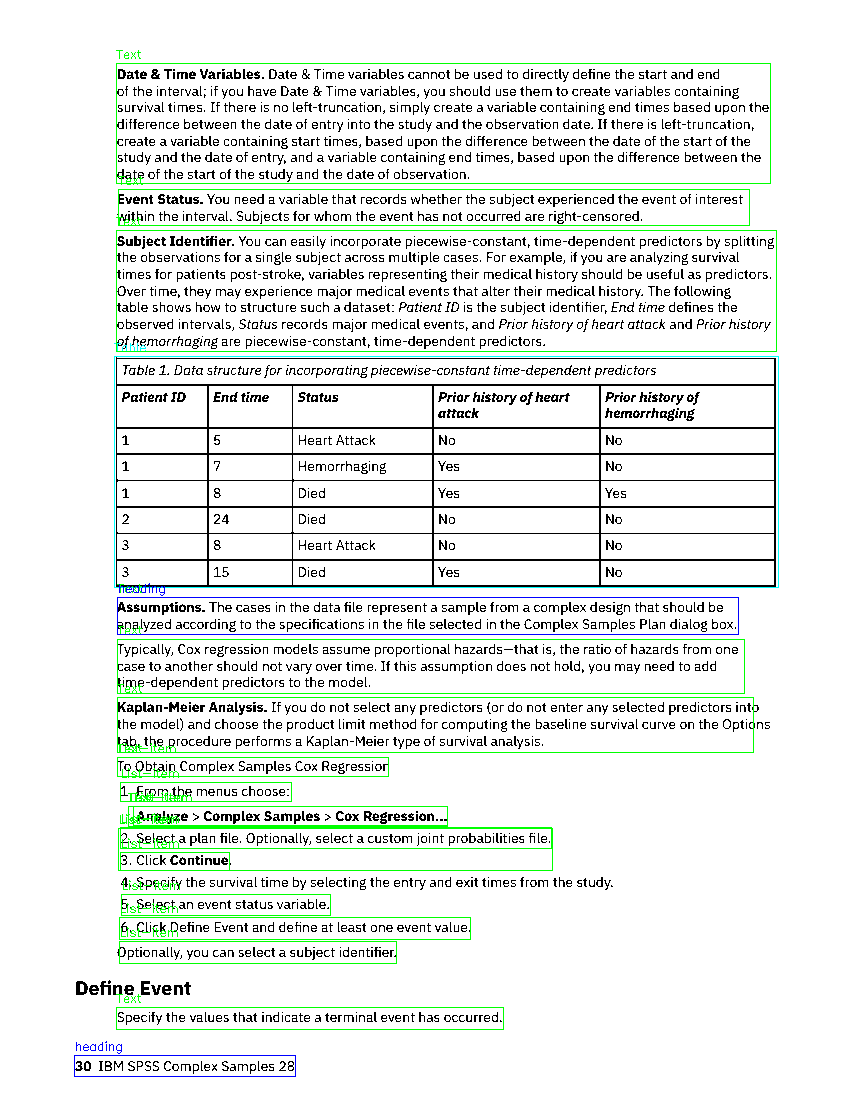 Text
Date & Time Variables. Date & Time variables cannot be used to directly define the start and end
of the interval; if you have Date & Time variables, you should use them to create variables containing
survival times. If there is no left-truncation, simply create a variable containing end times based upon the
difference between the date of entry into the study and the observation date. If there is left-truncation,
create a variable containing start times, based upon the difference between the date of the start of the
study and the date of entry, and a variable containing end times, based upon the difference between the
date of the start of the study and the date of observation.
Text
Event Status. You need a variable that records whether the subject experienced the event of interest
within the interval. Subjects for whom the event has not occurred are right-censored.
Text
Subject Identifier. You can easily incorporate piecewise-constant, time-dependent predictors by splitting
the observations for a single subject across multiple cases. For example, if you are analyzing survival
times for patients post-stroke, variables representing their medical history should be useful as predictors.
Over time, they may experience major medical events that alter their medical history. The following
table shows how to structure such a dataset: Patient ID is the subject identifier, End time defines the
observed intervals, Status records major medical events, and Prior history of heart attack and Prior history
of hemorrhaging are piecewise-constant, time-dependent predictors.
Table
Table 1. Data structure for incorporating piecewise-constant time-dependent predictors
Patient ID End time Status Prior history of heart attack Prior history of hemorrhaging
1 5 Heart Attack No No
1 7 Hemorrhaging Yes No
1 8 Died Yes Yes
2 24 Died No No
3 8 Heart Attack No No
3 15 Died Yes No
heading
Assumptions. The cases in the data file represent a sample from a complex design that should be
analyzed according to the specifications in the file selected in the Complex Samples Plan dialog box.
Text
Typically, Cox regression models assume proportional hazards—that is, the ratio of hazards from one
case to another should not vary over time. If this assumption does not hold, you may need to add
time-dependent predictors to the model.
Text
Kaplan-Meier Analysis. If you do not select any predictors (or do not enter any selected predictors into
the model) and choose the product limit method for computing the baseline survival curve on the Options
tab, the procedure performs a Kaplan-Meier type of survival analysis.
List-item
To Obtain Complex Samples Cox Regression
List-item
1. From the menus choose:
List-item
Analyze > Complex Samples > Cox Regression...
List-item
2. Select a plan file. Optionally, select a custom joint probabilities file.
List-item
3. Click Continue.
4. Specify the survival time by selecting the entry and exit times from the study.
List-item
5. Select an event status variable.
List-item
6. Click Define Event and define at least one event value.
List-item
Optionally, you can select a subject identifier.
Define Event
Text
Specify the values that indicate a terminal event has occurred.
heading
30 IBM SPSS Complex Samples 28